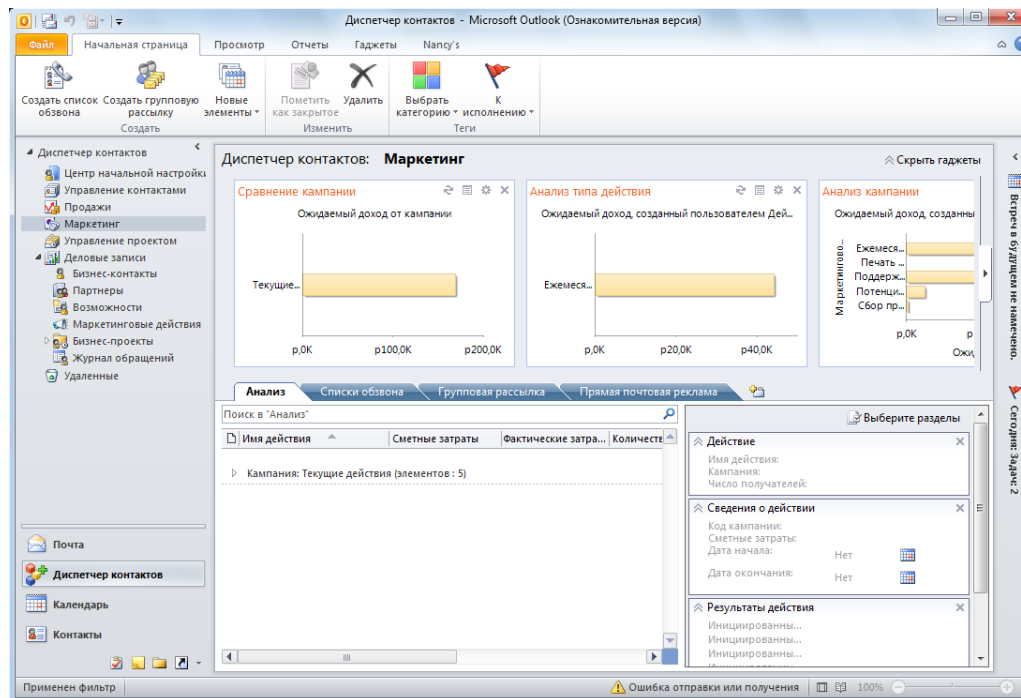 Диспетчер контактов - Microsoft Outlook (Ознакомительная версия)
Файл Начальная страница Просмотр Отчеты Гаджеты Nancy's
Создать список обзвона
Создать групповую рассылку
Новые элементы
Пометить как закрытое
Удалить
Выбрать категорию
К исполнению
Создать Изменить Теги
Диспетчер контактов
Центр начальной настройки
Управление контактами
Продажи
Маркетинг
Управление проектом
Деловые записи
Бизнес-контакты
Партнеры
Возможности
Маркетинговые действия
Бизнес-проекты
Журнал обращений
Удаленные
Почта
Диспетчер контактов
Календарь
Контакты
Диспетчер контактов: Маркетинг
Скрыть гаджеты
Сравнение кампании
Ожидаемый доход от кампании
Текущие...
р,0K р100,0K р200,0K
Анализ типа действия
Ожидаемый доход, созданный пользователем Дей...
Ежемеся...
р,0K р20,0K р40,0K
Анализ кампании
Ожидаемый доход, созданны
Маркетингово...
Ежемеся...
Печать ...
Поддерж...
Потенци...
Сбор пр...
р,0K р
Ожи
Анализ Списки обзвона Групповая рассылка Прямая почтовая реклама
Поиск в "Анализ"
Имя действия Сметные затраты Фактические затра... Количеств
Кампания: Текущие действия (элементов : 5)
Выберите разделы
Действие
Имя действия:
Кампания:
Число получателей:
Сведения о действии
Код кампании:
Сметные затраты:
Дата начала: Нет
Дата окончания: Нет
Результаты действия
Инициированны...
Инициированны...
Инициированны...
Встреч в будущем не намечено.
Сегодня: Задач: 2
Применен фильтр
Ошибка отправки или получения
100%